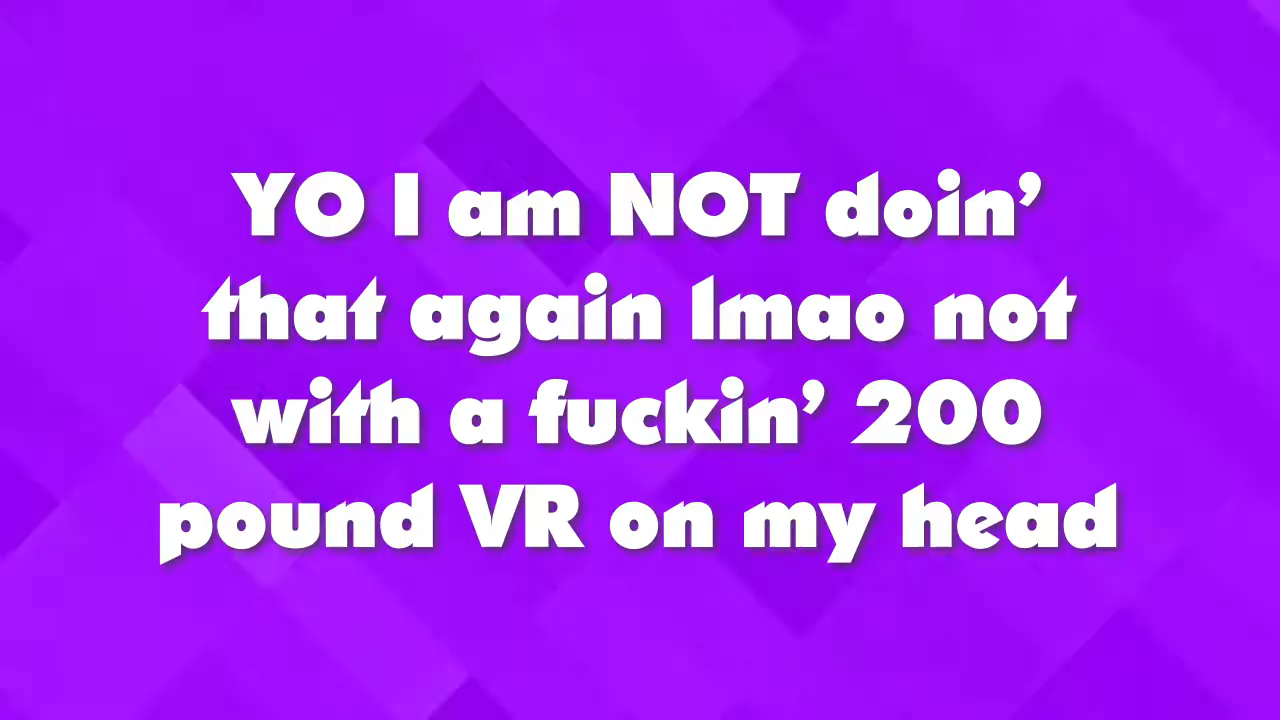 YO I am NOT doin’
that again lmao not
with a fuckin’ 200
pound VR on my head